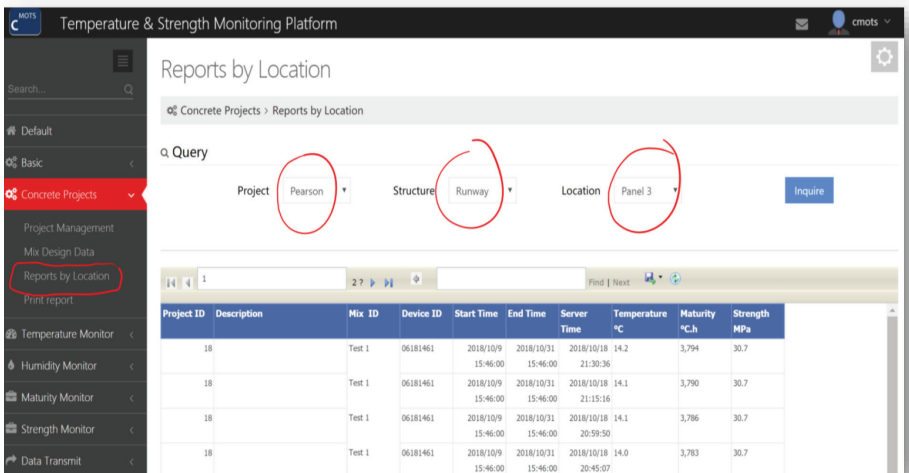 CMOTS
Temperature & Strength Monitoring Platform
cmots
Search...
Default
Basic
Concrete Projects
Project Management
Mix Design Data
Reports by Location
Print report
Temperature Monitor
Humidity Monitor
Maturity Monitor
Strength Monitor
Data Transmit
Reports by Location
Concrete Projects > Reports by Location
Query
Project Pearson Structure Runway Location Panel 3 Inquire
1 2 ? Find | Next
Project ID Description Mix ID Device ID Start Time End Time Server Time Temperature ºC Maturity ºC.h Strength MPa
18 Test 1 06181461 2018/10/9 15:46:00 2018/10/31 15:46:00 2018/10/18 21:30:36 14.2 3,794 30.7
18 Test 1 06181461 2018/10/9 15:46:00 2018/10/31 15:46:00 2018/10/18 21:15:16 14.1 3,790 30.7
18 Test 1 06181461 2018/10/9 15:46:00 2018/10/31 15:46:00 2018/10/18 20:59:50 14.1 3,786 30.7
18 Test 1 06181461 2018/10/9 15:46:00 2018/10/31 15:46:00 2018/10/18 20:45:07 14.0 3,783 30.7